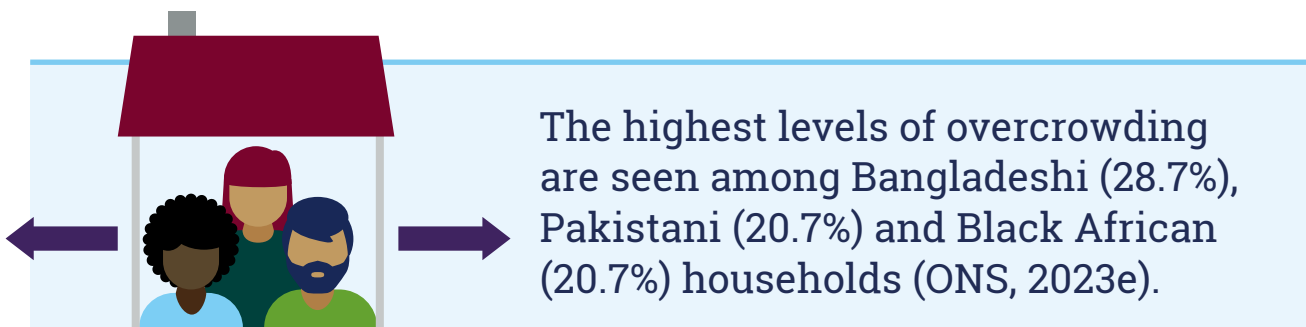 The highest levels of overcrowding
are seen among Bangladeshi (28.7%),
Pakistani (20.7%) and Black African
(20.7%) households (ONS, 2023e).